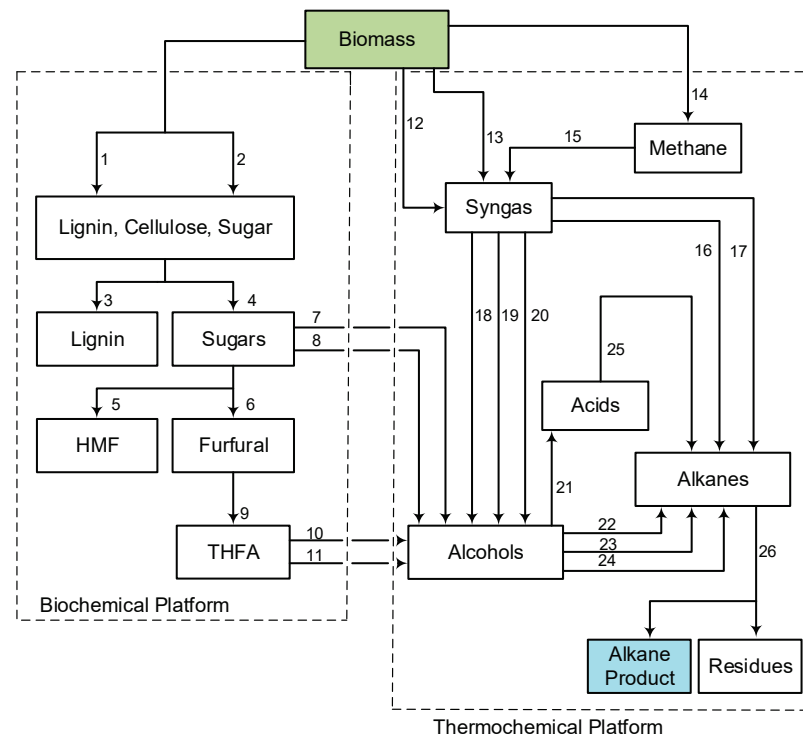 Biomass
14
12
13
15
Methane
1
2
Syngas
Lignin, Cellulose, Sugar
16
17
3
4
7
18
19
20
Lignin
Sugars
8
25
5
6
Acids
HMF
Furfural
Alkanes
21
9
10
22
THFA
11
Alcohols
23
24
26
Biochemical Platform
Alkane
Product
Residues
Thermochemical Platform